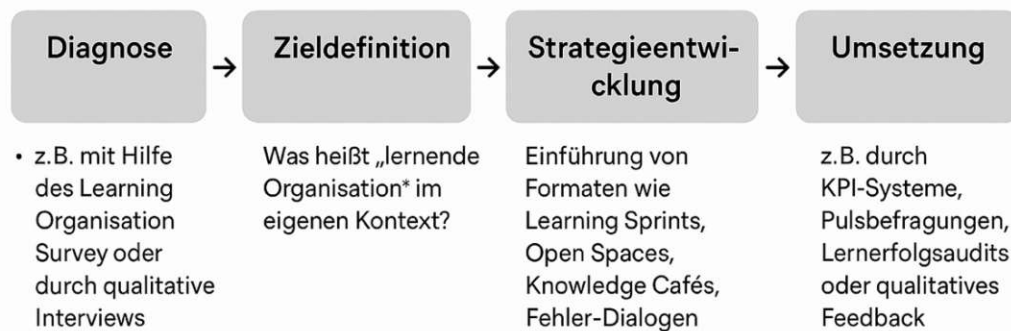 Diagnose
→
Zieldefinition
→
Strategieentwi-
cklung
→
Umsetzung
• z.B. mit Hilfe
des Learning
Organisation
Survey oder
durch qualitative
Interviews
Was heißt „lernende
Organisation* im
eigenen Kontext?
Einführung von
Formaten wie
Learning Sprints,
Open Spaces,
Knowledge Cafés,
Fehler-Dialogen
z.B. durch
KPI-Systeme,
Pulsbefragungen,
Lernerfolgsaudits
oder qualitatives
Feedback